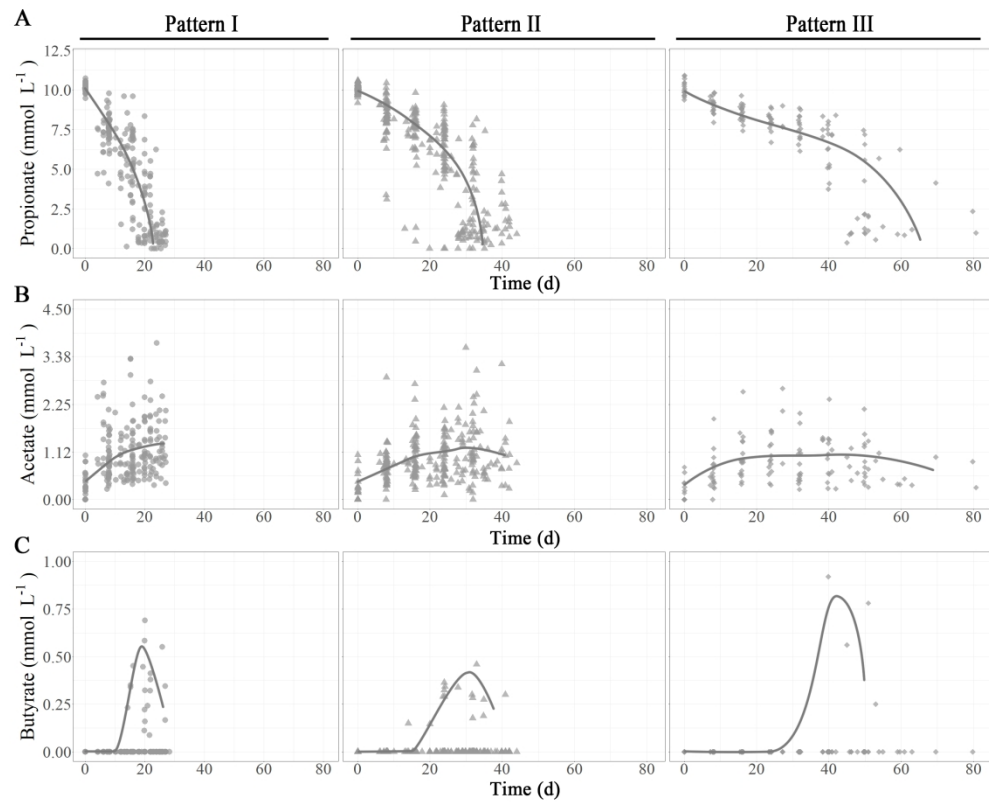 A Pattern I Pattern II Pattern III
Propionate (mmol L-1 )
12.5
10.0
7.5
5.0
2.5
0.0
0 20 40 60 80 0 20 40 60 80 0 20 40 60 80
Time (d)
B
Acetate (mmol L-1 )
4.50
3.38
2.25
1.12
0.00
0 20 40 60 80 0 20 40 60 80 0 20 40 60 80
Time (d)
C
Butyrate (mmol L-1 )
1.00
0.75
0.50
0.25
0.00
0 20 40 60 80 0 20 40 60 80 0 20 40 60 80
Time (d)